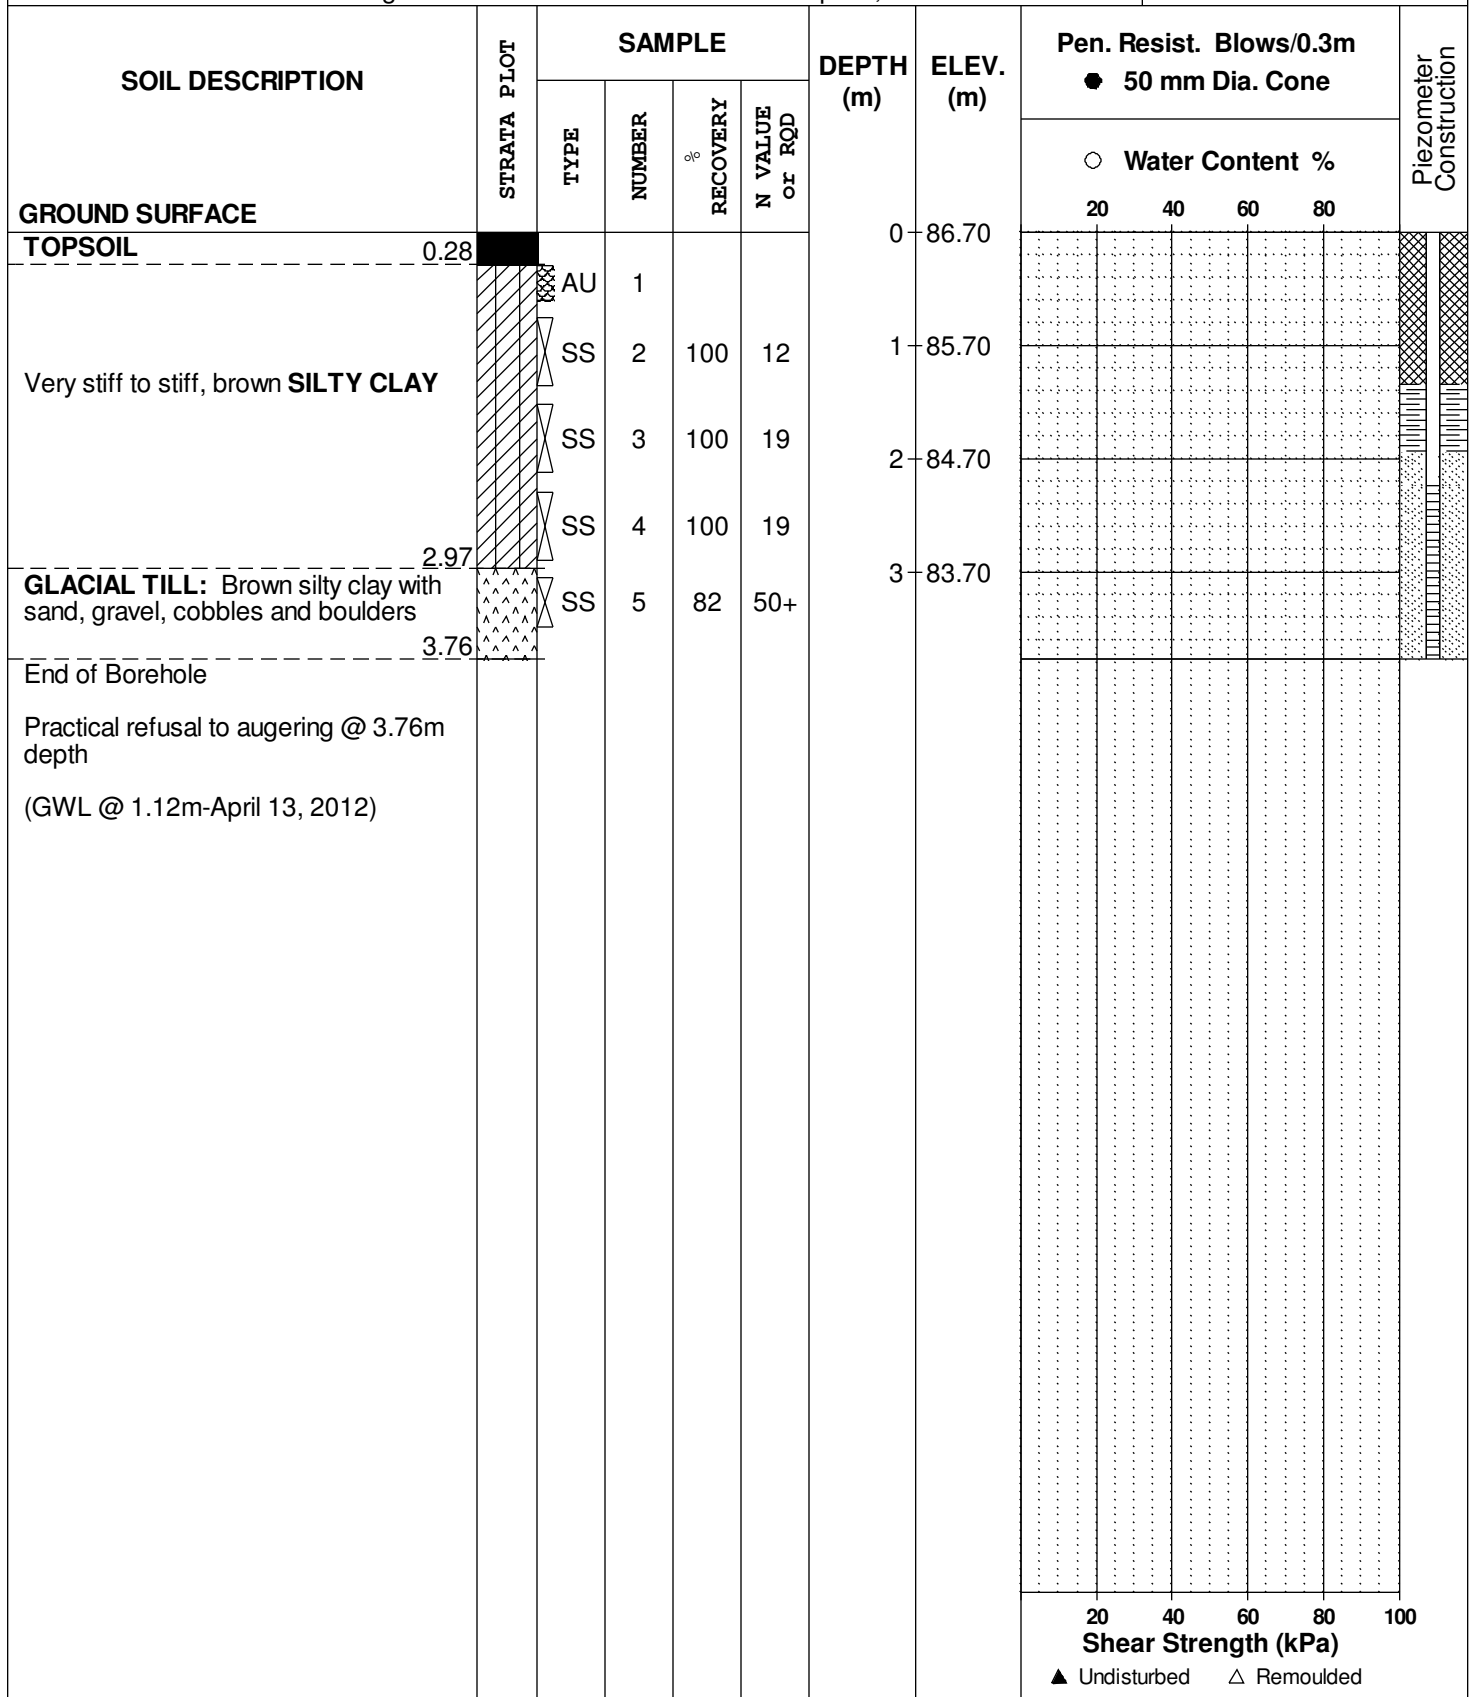 SOIL DESCRIPTION
GROUND SURFACE
STRATA PLOT
SAMPLE
TYPE
NUMBER
%
RECOVERY
N VALUE
or RQD
DEPTH
(m)
ELEV.
(m)
Pen. Resist. Blows/0.3m
● 50 mm Dia. Cone
○ Water Content %
20 40 60 80
Piezometer
Construction
0 86.70
TOPSOIL 0.28
AU 1
SS 2 100 12
1 85.70
Very stiff to stiff, brown SILTY CLAY
SS 3 100 19
2 84.70
SS 4 100 19
2.97
3 83.70
GLACIAL TILL: Brown silty clay with
sand, gravel, cobbles and boulders
SS 5 82 50+
3.76
End of Borehole
Practical refusal to augering @ 3.76m
depth
(GWL @ 1.12m-April 13, 2012)
20 40 60 80 100
Shear Strength (kPa)
▲ Undisturbed △ Remoulded